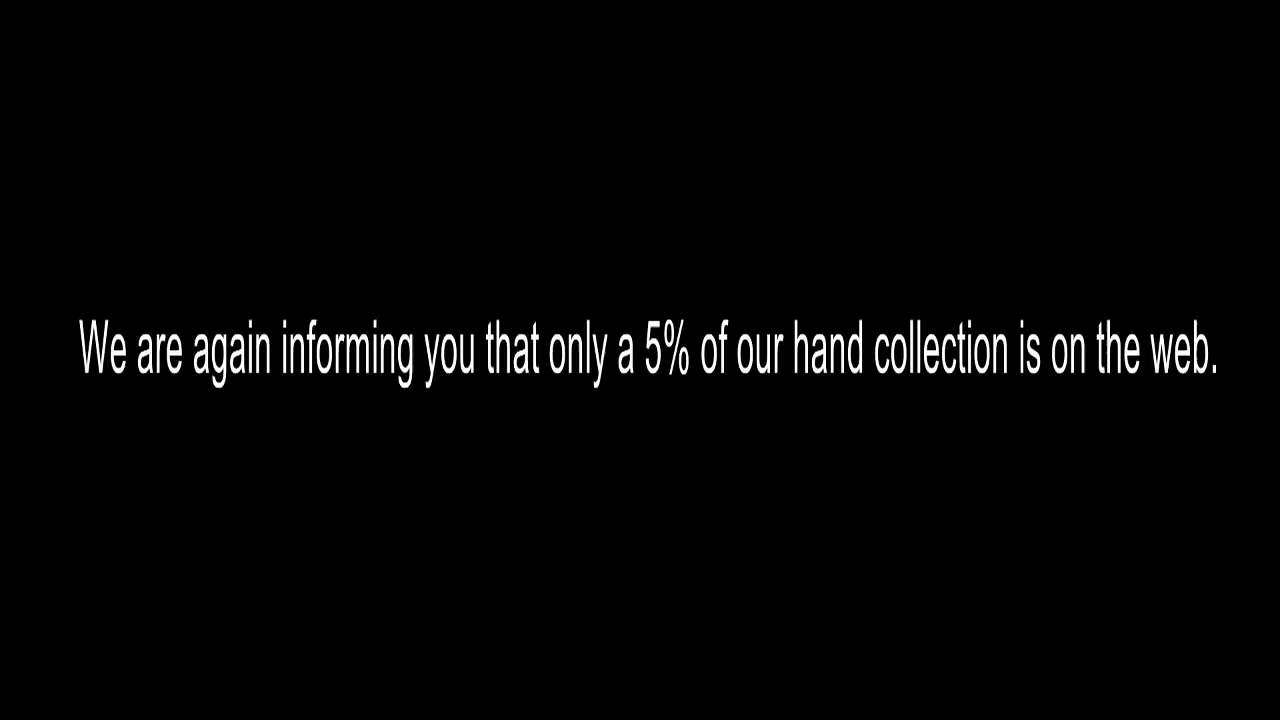 We are again informing you that only a 5% of our hand collection is on the web.